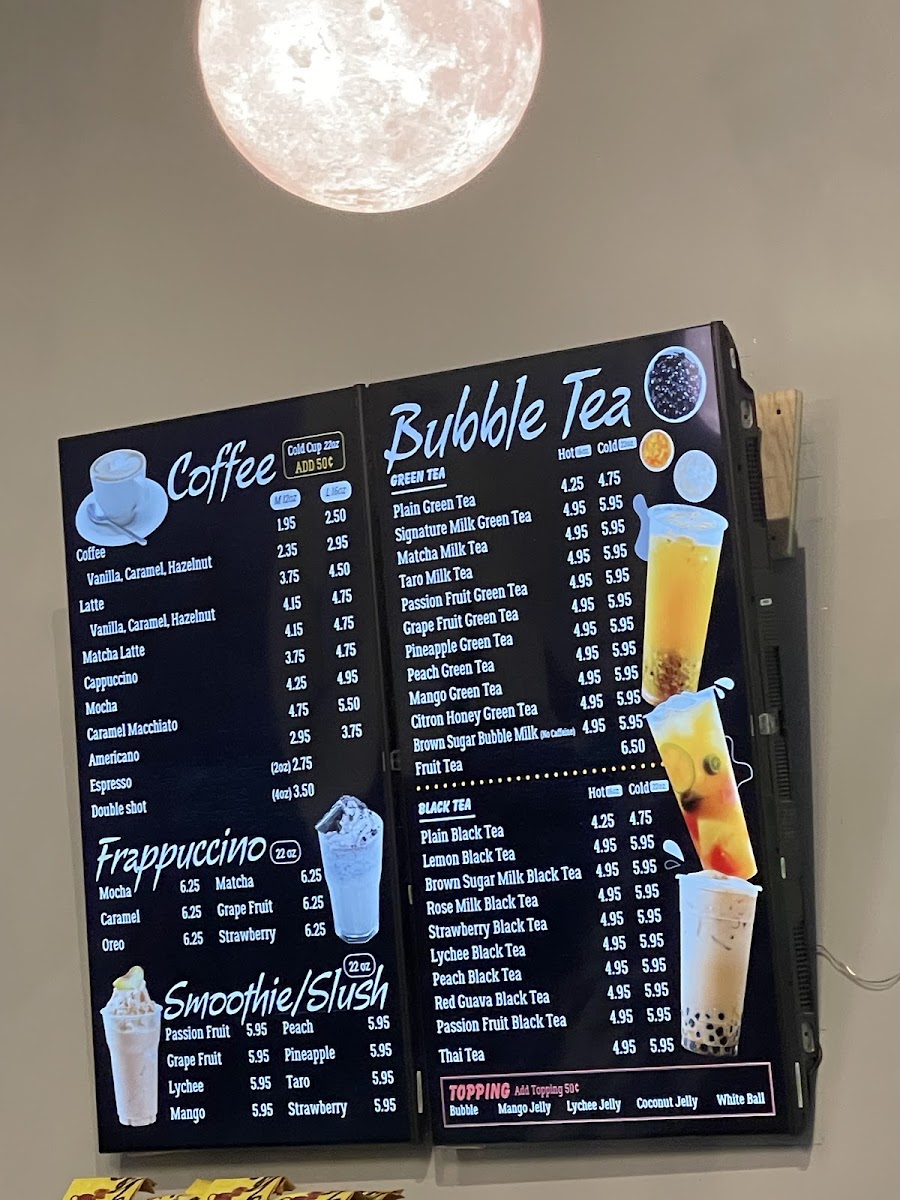 Coffee
Cold Cup 22oz
ADD 50¢
M 12oz L 16oz
Coffee 1.95 2.50
Vanilla, Caramel, Hazelnut 2.35 2.95
Latte 3.75 4.50
Vanilla, Caramel, Hazelnut 4.15 4.75
Matcha Latte 4.15 4.75
Cappuccino 3.75 4.75
Mocha 4.25 4.95
Caramel Macchiato 4.75 5.50
Americano 2.95 3.75
Espresso (2oz) 2.75
Double shot (4oz) 3.50
Frappuccino 22 oz
Mocha 6.25 Matcha 6.25
Caramel 6.25 Grape Fruit 6.25
Oreo 6.25 Strawberry 6.25
22 oz
Smoothie/Slush
Passion Fruit 5.95 Peach 5.95
Grape Fruit 5.95 Pineapple 5.95
Lychee 5.95 Taro 5.95
Mango 5.95 Strawberry 5.95
Bubble Tea
GREEN TEA Hot 16oz Cold 22oz
Plain Green Tea 4.25 4.75
Signature Milk Green Tea 4.95 5.95
Matcha Milk Tea 4.95 5.95
Taro Milk Tea 4.95 5.95
Passion Fruit Green Tea 4.95 5.95
Grape Fruit Green Tea 4.95 5.95
Pineapple Green Tea 4.95 5.95
Peach Green Tea 4.95 5.95
Mango Green Tea 4.95 5.95
Citron Honey Green Tea 4.95 5.95
Brown Sugar Bubble Milk (No Caffeine) 4.95 5.95
Fruit Tea 6.50
BLACK TEA Hot 16oz Cold 22oz
Plain Black Tea 4.25 4.75
Lemon Black Tea 4.95 5.95
Brown Sugar Milk Black Tea 4.95 5.95
Rose Milk Black Tea 4.95 5.95
Strawberry Black Tea 4.95 5.95
Lychee Black Tea 4.95 5.95
Peach Black Tea 4.95 5.95
Red Guava Black Tea 4.95 5.95
Passion Fruit Black Tea 4.95 5.95
Thai Tea 4.95 5.95
TOPPING Add Topping 50¢
Bubble Mango Jelly Lychee Jelly Coconut Jelly White Ball